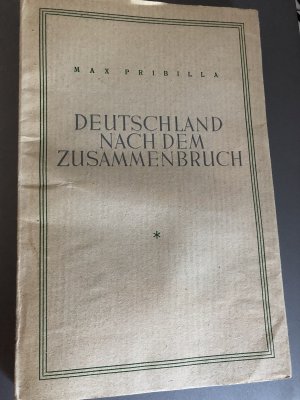 MAX PRIBILLA
DEUTSCHLAND
NACH DEM
ZUSAMMENBRUCH
*